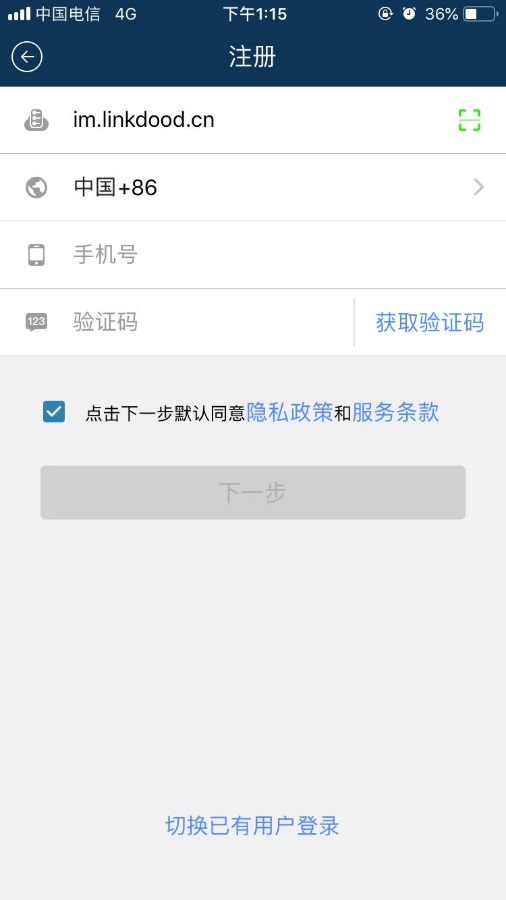 中国电信 4G 下午1:15 36%
注册
im.linkdood.cn
中国+86
手机号
123 验证码 获取验证码
点击下一步默认同意隐私政策和服务条款
下一步
切换已有用户登录